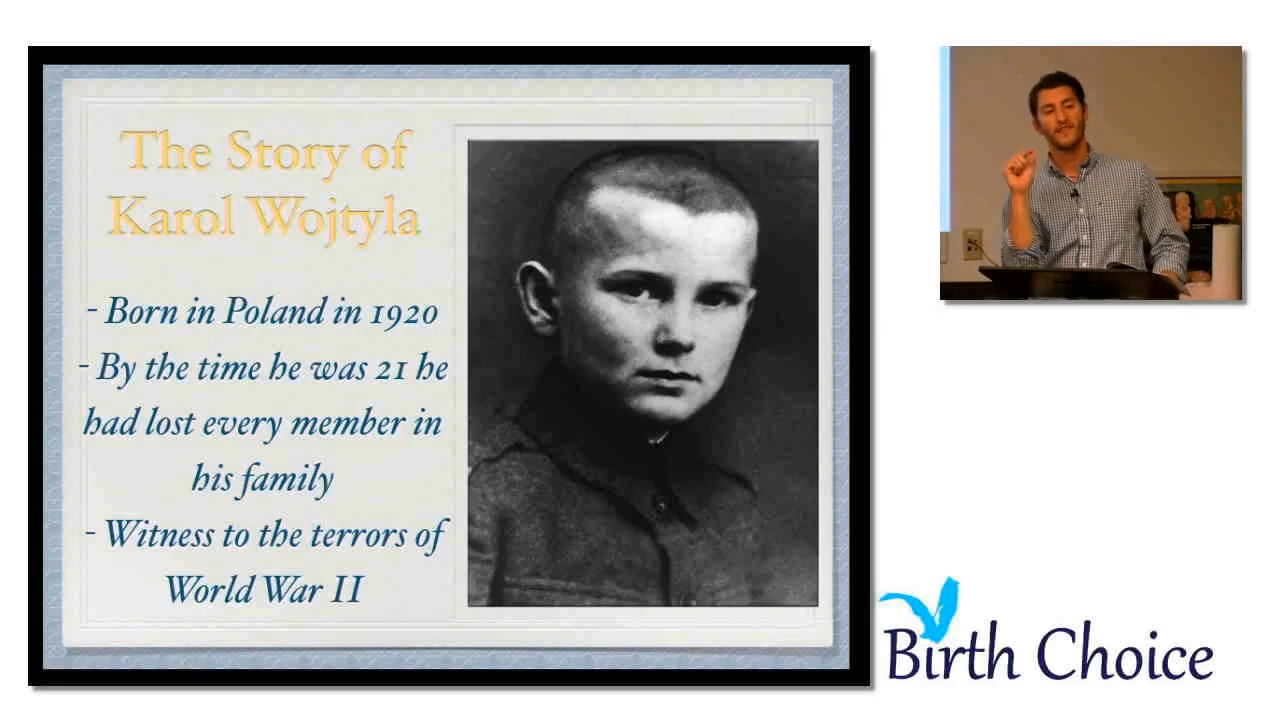 The Story of
Karol Wojtyla
- Born in Poland in 1920
- By the time he was 21 he
had lost every member in
his family
- Witness to the terrors of
World War II
Birth Choice